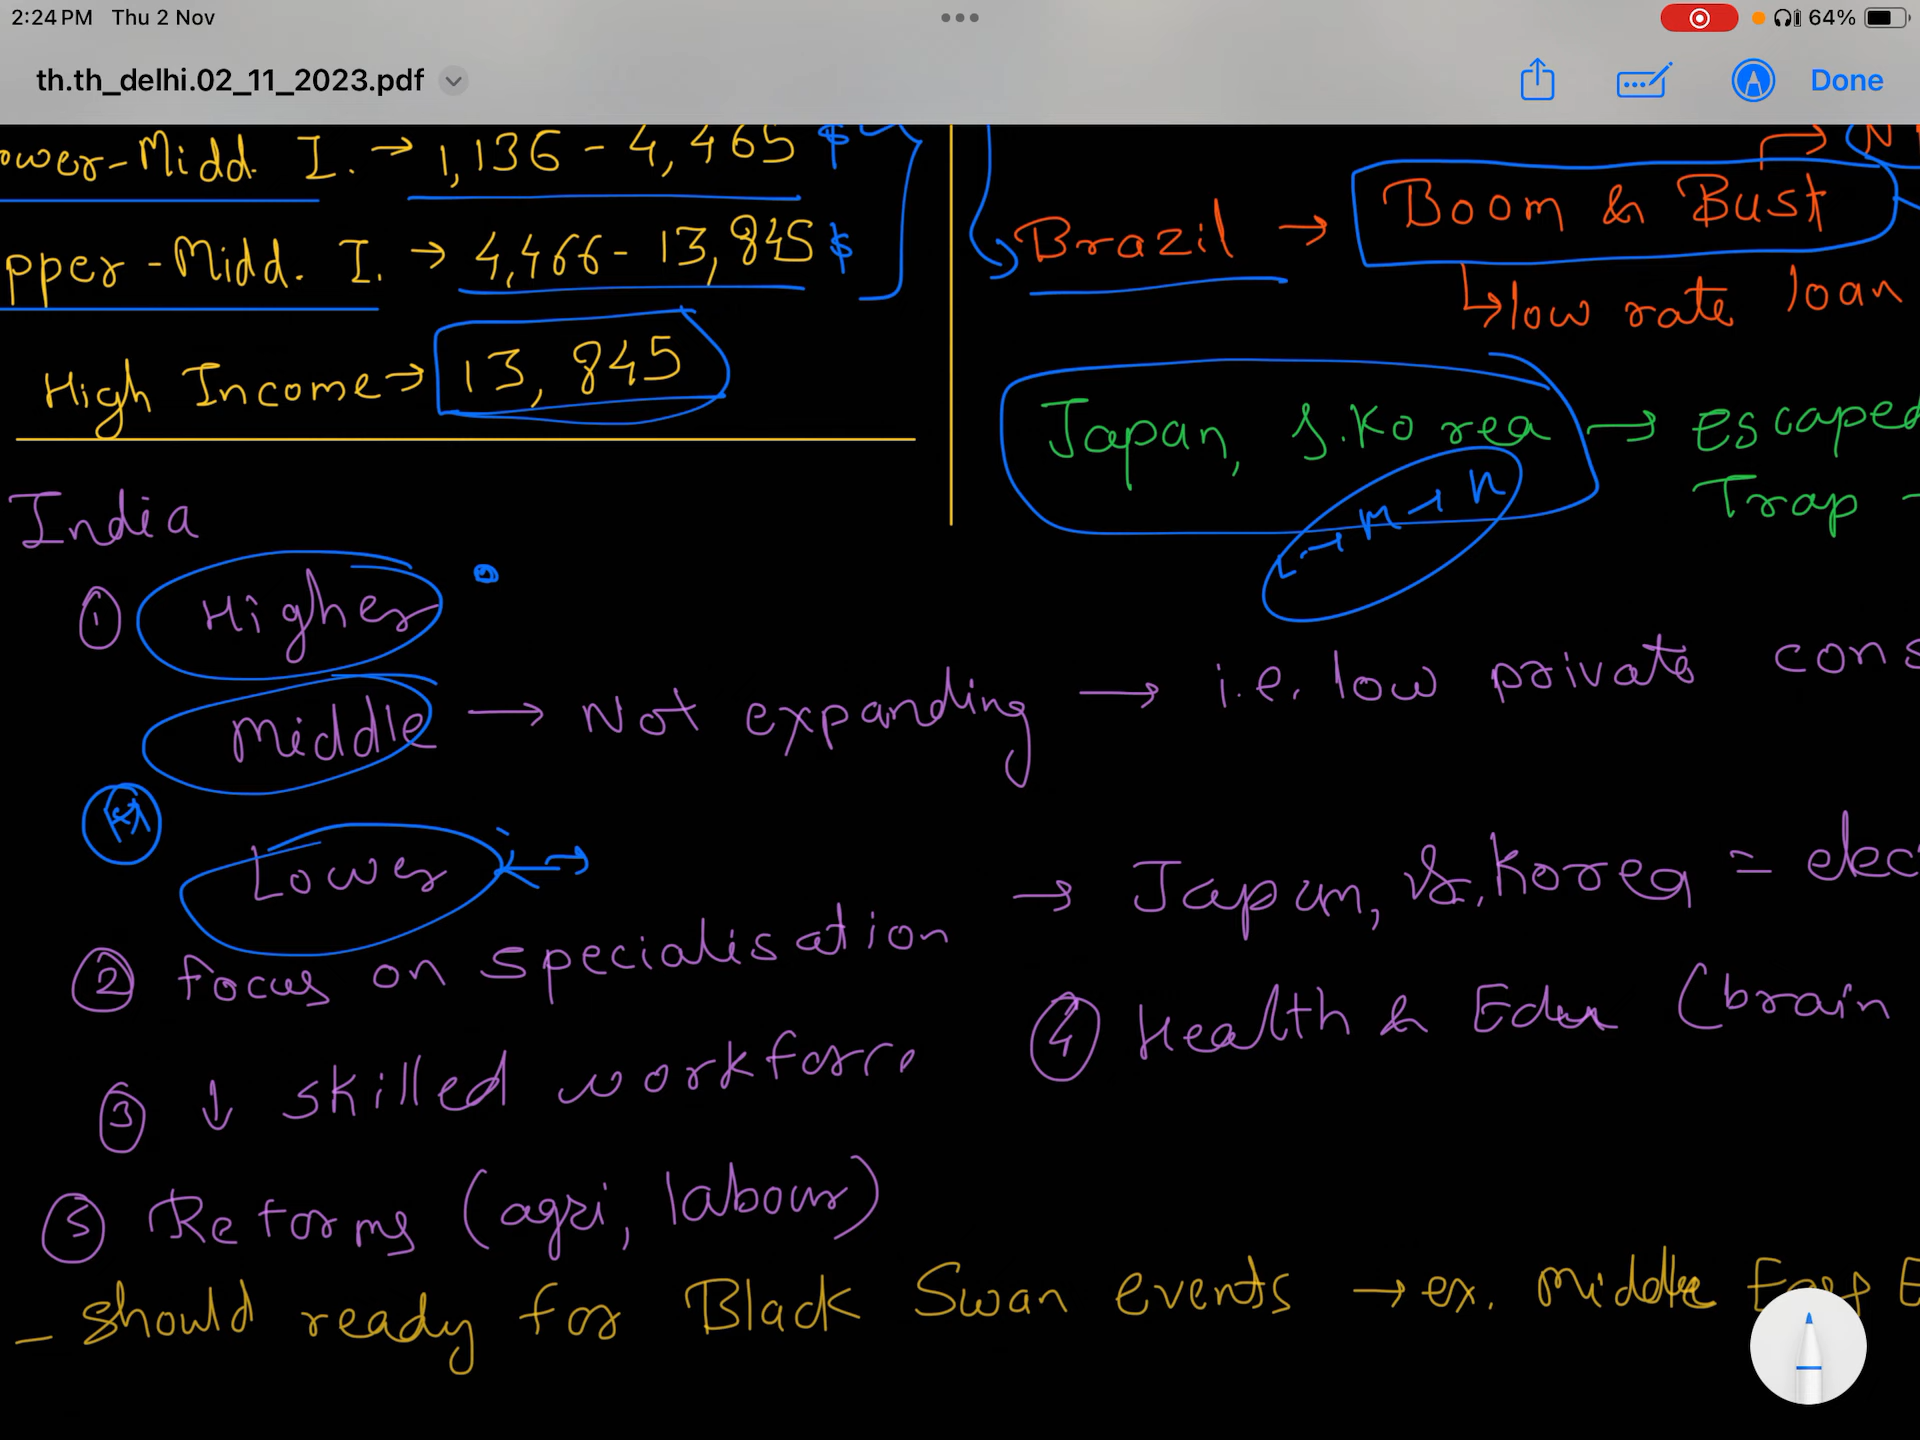 2:24 PM Thu 2 Nov
64%
th.th_delhi.02_11_2023.pdf
Done
ower-Midd. I. → 1,136 - 4,465 $
pper-Midd. I. → 4,466 - 13,845 $
High Income → 13, 845
Brazil → Boom & Bust
↳ low rate loan
Japan, S.Korea → escaped
Trap -
L → M → H
India
① Higher
Middle → Not expanding → i.e. low private cons
Lower
→ Japan, S.Korea = elec
② focus on specialisation
③ ↓ skilled workforce
④ Health & Edu (brain
⑤ Reforms (agri, labour)
- should ready for Black Swan events → ex. Middle East